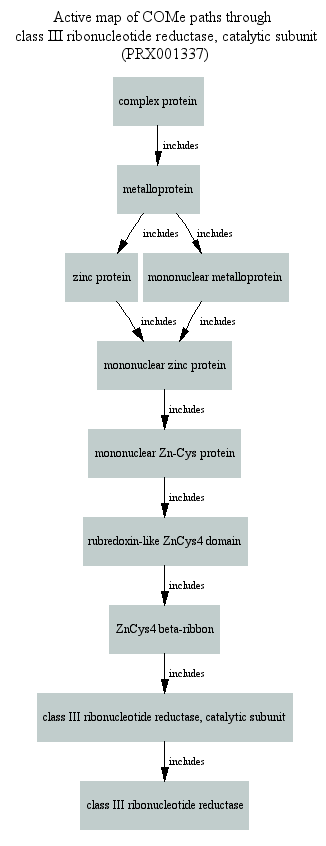 Active map of COMe paths through
class III ribonucleotide reductase, catalytic subunit
(PRX001337)
complex protein
includes
metalloprotein
includes
includes
zinc protein
mononuclear metalloprotein
includes
includes
mononuclear zinc protein
includes
mononuclear Zn-Cys protein
includes
rubredoxin-like ZnCys4 domain
includes
ZnCys4 beta-ribbon
includes
class III ribonucleotide reductase, catalytic subunit
includes
class III ribonucleotide reductase